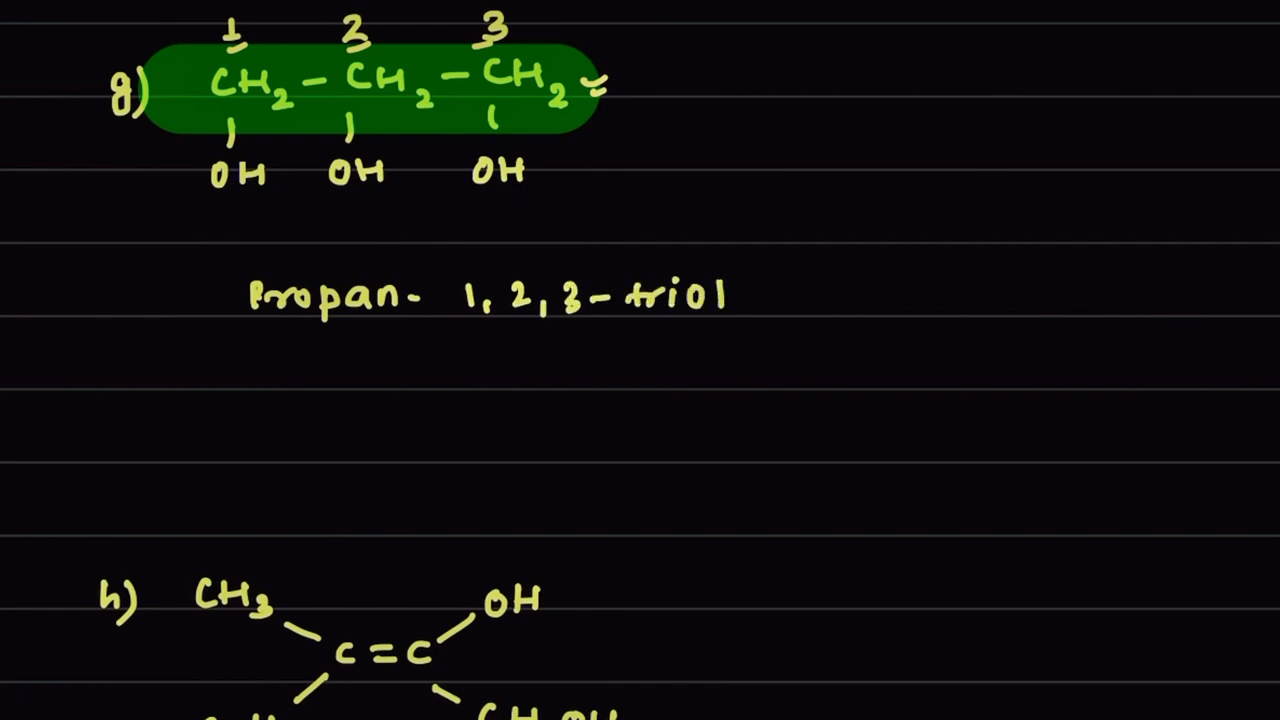 1 2 3
g) CH2 - CH2 - CH2
OH OH OH
Propan- 1, 2, 3 - triol
h) CH3 OH
C = C